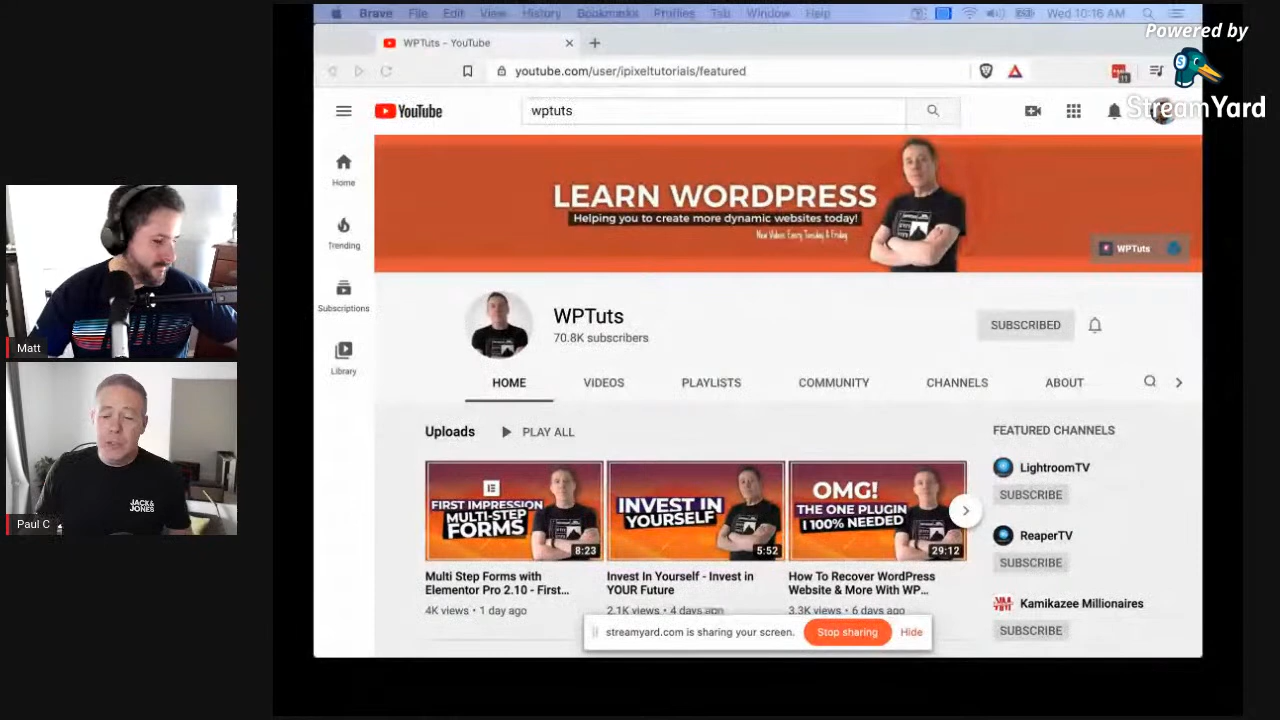 Brave File Edit View History Bookmarks Profiles Tab Window Help
Wed 10:16 AM
Powered by
StreamYard
WPTuts - YouTube
youtube.com/user/ipixeltutorials/featured
11
YouTube
wptuts
Home
Trending
Subscriptions
Library
LEARN WORDPRESS
Helping you to create more dynamic websites today!
New Videos Every Tuesday & Friday
WPTuts
WPTuts
70.8K subscribers
SUBSCRIBED
HOME VIDEOS PLAYLISTS COMMUNITY CHANNELS ABOUT
Uploads PLAY ALL
FIRST IMPRESSION
MULTI-STEP
FORMS
8:23
INVEST IN
YOURSELF
5:52
OMG!
THE ONE PLUGIN
I 100% NEEDED
29:12
Multi Step Forms with
Elementor Pro 2.10 - First...
4K views • 1 day ago
Invest In Yourself - Invest in
YOUR Future
2.1K views • 4 days ago
How To Recover WordPress
Website & More With WP...
3.3K views • 6 days ago
FEATURED CHANNELS
LightroomTV
SUBSCRIBE
ReaperTV
SUBSCRIBE
Kamikazee Millionaires
SUBSCRIBE
streamyard.com is sharing your screen.
Stop sharing
Hide
Matt
Paul C
JACK&
JONES